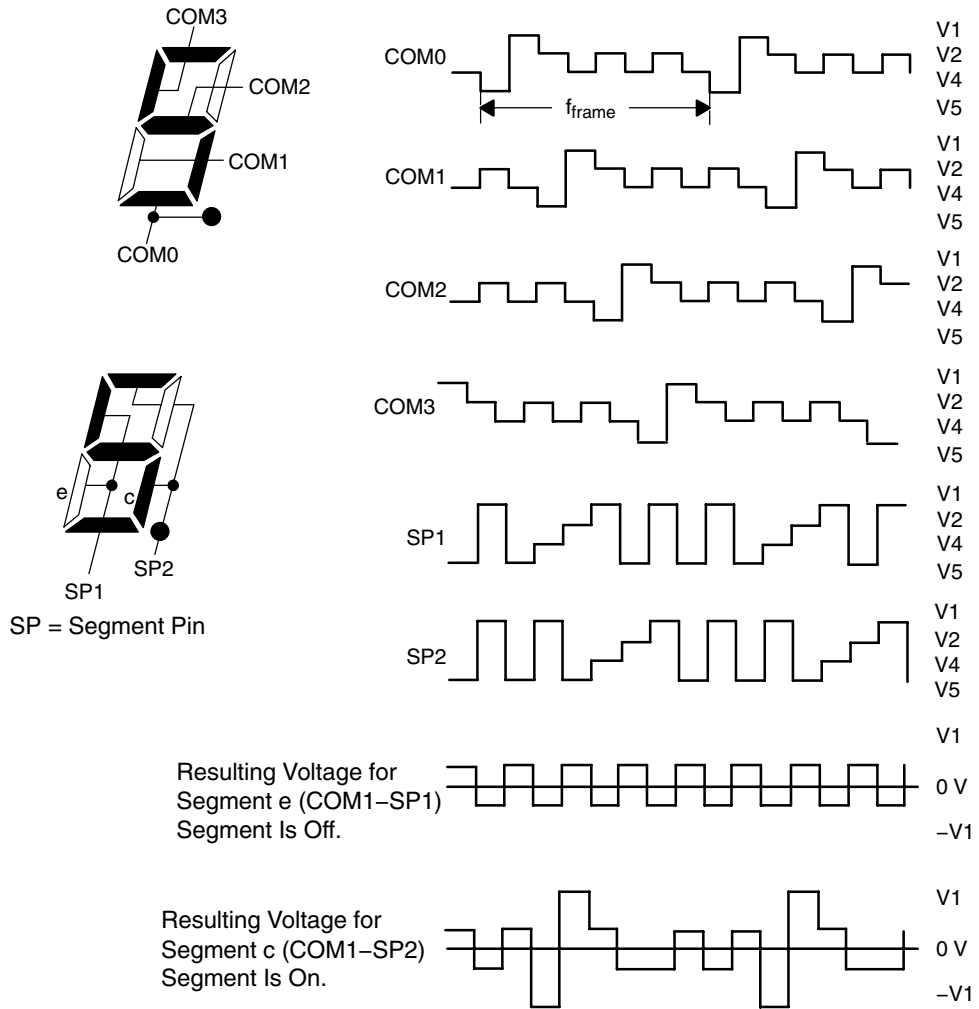 COM3
COM2
COM1
COM0
COM0
f_frame
V1
V2
V4
V5
COM1
V1
V2
V4
V5
COM2
V1
V2
V4
V5
COM3
V1
V2
V4
V5
e
c
SP1
SP2
SP = Segment Pin
SP1
V1
V2
V4
V5
SP2
V1
V2
V4
V5
Resulting Voltage for
Segment e (COM1−SP1)
Segment Is Off.
V1
0 V
−V1
Resulting Voltage for
Segment c (COM1−SP2)
Segment Is On.
V1
0 V
−V1